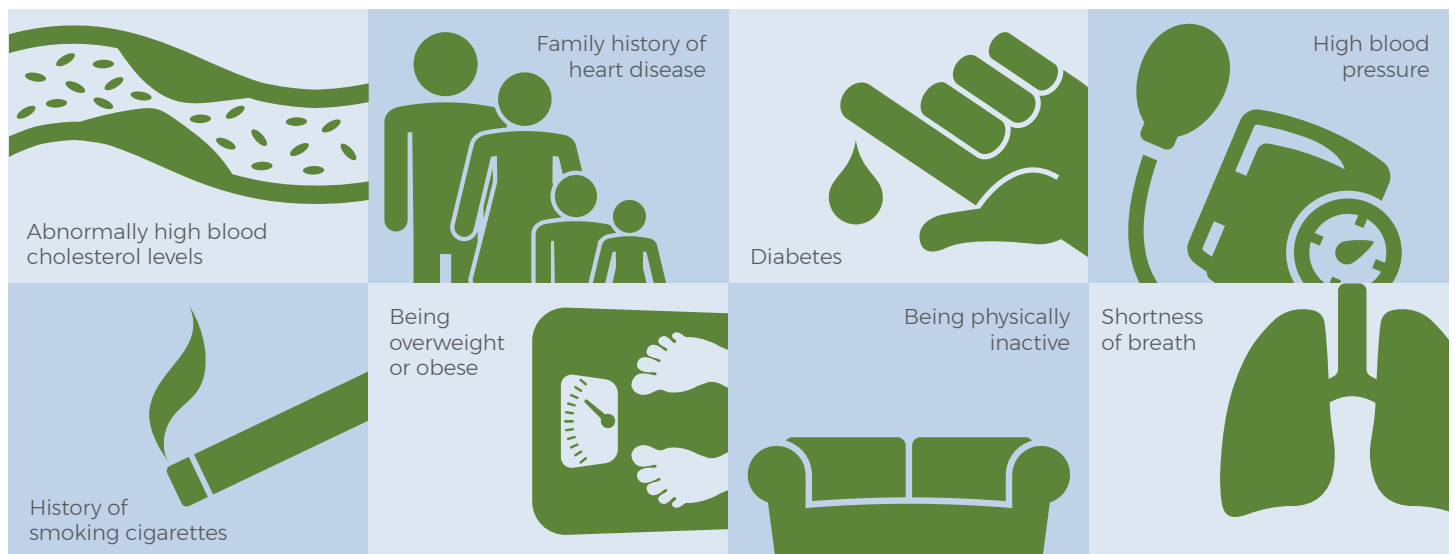 Abnormally high blood
cholesterol levels
Family history of
heart disease
Diabetes
High blood
pressure
History of
smoking cigarettes
Being
overweight
or obese
Being physically
inactive
Shortness
of breath